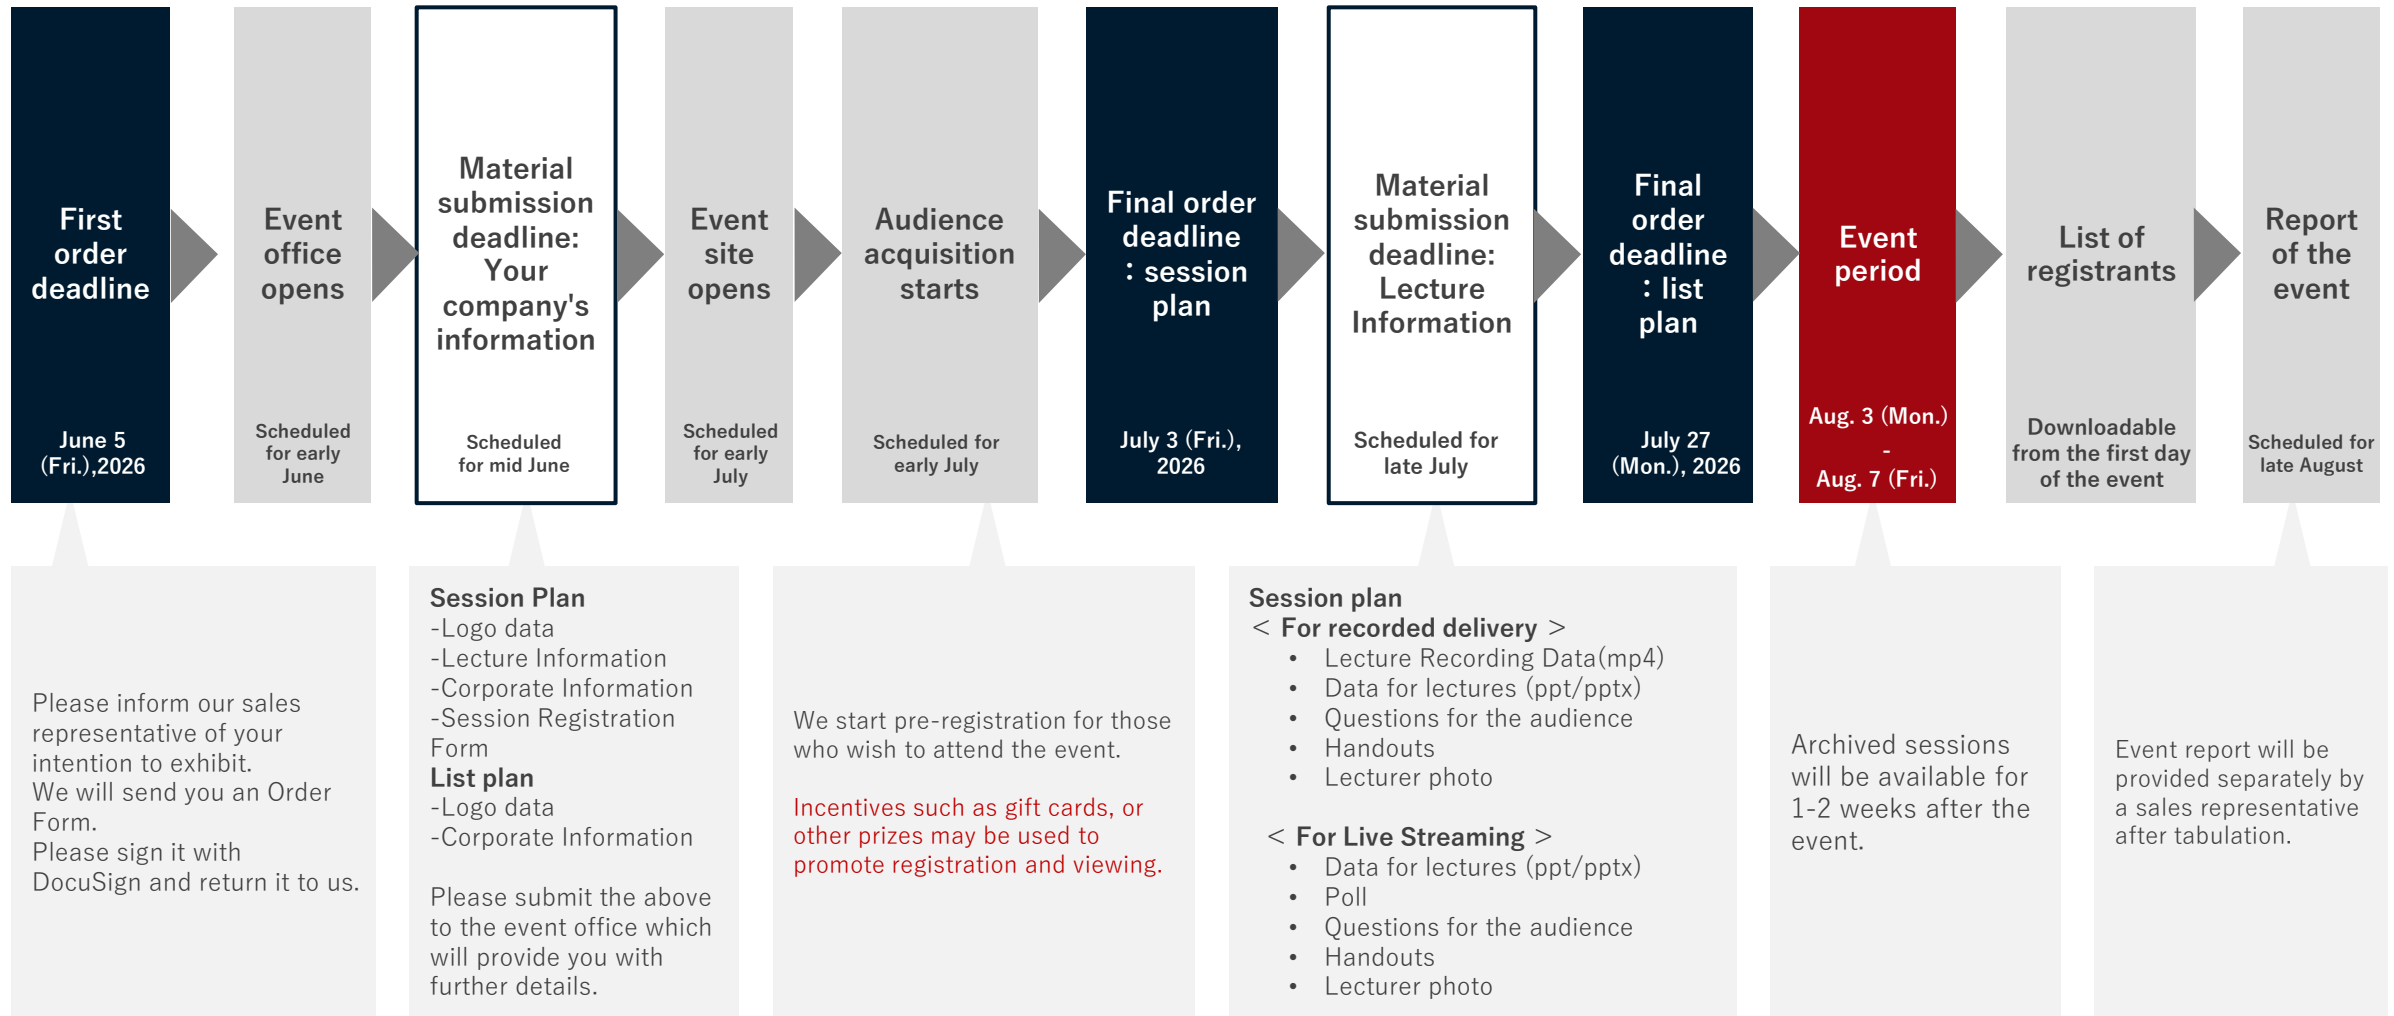 First
order
deadline
June 5
(Fri.),2026
Event
office
opens
Scheduled
for early
June
Material
submission
deadline:
Your
company's
information
Scheduled
for mid June
Event
site
opens
Scheduled
for early
July
Audience
acquisition
starts
Scheduled for
early July
Final order
deadline
：session
plan
July 3 (Fri.),
2026
Material
submission
deadline:
Lecture
Information
Scheduled for
late July
Final
order
deadline
：list
plan
July 27
(Mon.), 2026
Event
period
Aug. 3 (Mon.)
-
Aug. 7 (Fri.)
List of
registrants
Downloadable
from the first day
of the event
Report
of the
event
Scheduled for
late August
Please inform our sales
representative of your
intention to exhibit.
We will send you an Order
Form.
Please sign it with
DocuSign and return it to us.
Session Plan
-Logo data
-Lecture Information
-Corporate Information
-Session Registration
Form
List plan
-Logo data
-Corporate Information
Please submit the above
to the event office which
will provide you with
further details.
We start pre-registration for those
who wish to attend the event.
Incentives such as gift cards, or
other prizes may be used to
promote registration and viewing.
Session plan
＜ For recorded delivery ＞
• Lecture Recording Data(mp4)
• Data for lectures (ppt/pptx)
• Questions for the audience
• Handouts
• Lecturer photo
＜ For Live Streaming ＞
• Data for lectures (ppt/pptx)
• Poll
• Questions for the audience
• Handouts
• Lecturer photo
Archived sessions
will be available for
1-2 weeks after the
event.
Event report will be
provided separately by
a sales representative
after tabulation.